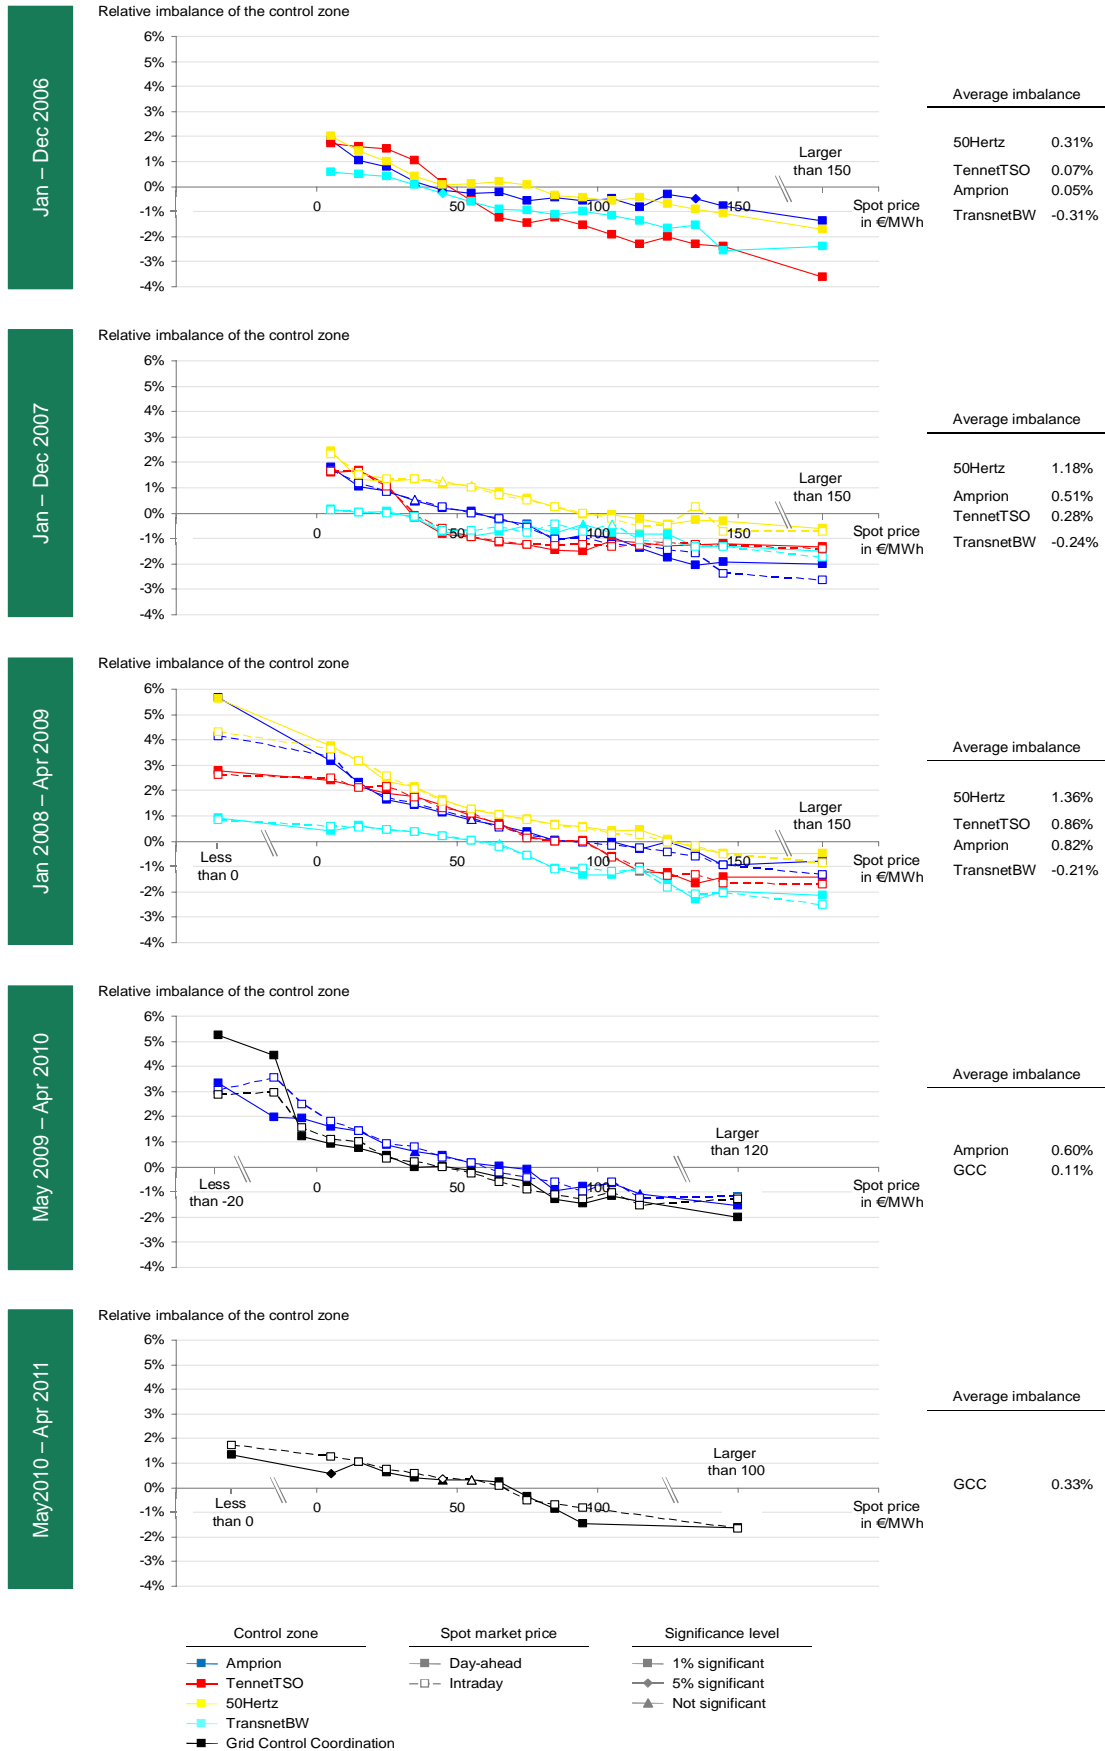 Jan – Dec 2006
Relative imbalance of the control zone
6%
5%
4%
3%
2%
1%
0%
-1%
-2%
-3%
-4%
0
50
100
150
Larger
than 150
Spot price
in €/MWh
Average imbalance
50Hertz 0.31%
TennetTSO 0.07%
Amprion 0.05%
TransnetBW -0.31%
Jan – Dec 2007
Relative imbalance of the control zone
6%
5%
4%
3%
2%
1%
0%
-1%
-2%
-3%
-4%
0
50
100
150
Larger
than 150
Spot price
in €/MWh
Average imbalance
50Hertz 1.18%
Amprion 0.51%
TennetTSO 0.28%
TransnetBW -0.24%
Jan 2008 – Apr 2009
Relative imbalance of the control zone
6%
5%
4%
3%
2%
1%
0%
-1%
-2%
-3%
-4%
Less
than 0
0
50
100
150
Larger
than 150
Spot price
in €/MWh
Average imbalance
50Hertz 1.36%
TennetTSO 0.86%
Amprion 0.82%
TransnetBW -0.21%
May 2009 – Apr 2010
Relative imbalance of the control zone
6%
5%
4%
3%
2%
1%
0%
-1%
-2%
-3%
-4%
Less
than -20
0
50
100
Larger
than 120
Spot price
in €/MWh
Average imbalance
Amprion 0.60%
GCC 0.11%
May2010 – Apr 2011
Relative imbalance of the control zone
6%
5%
4%
3%
2%
1%
0%
-1%
-2%
-3%
-4%
Less
than 0
0
50
100
Larger
than 100
Spot price
in €/MWh
Average imbalance
GCC 0.33%
Control zone
Amprion
TennetTSO
50Hertz
TransnetBW
Grid Control Coordination
Spot market price
Day-ahead
Intraday
Significance level
1% significant
5% significant
Not significant